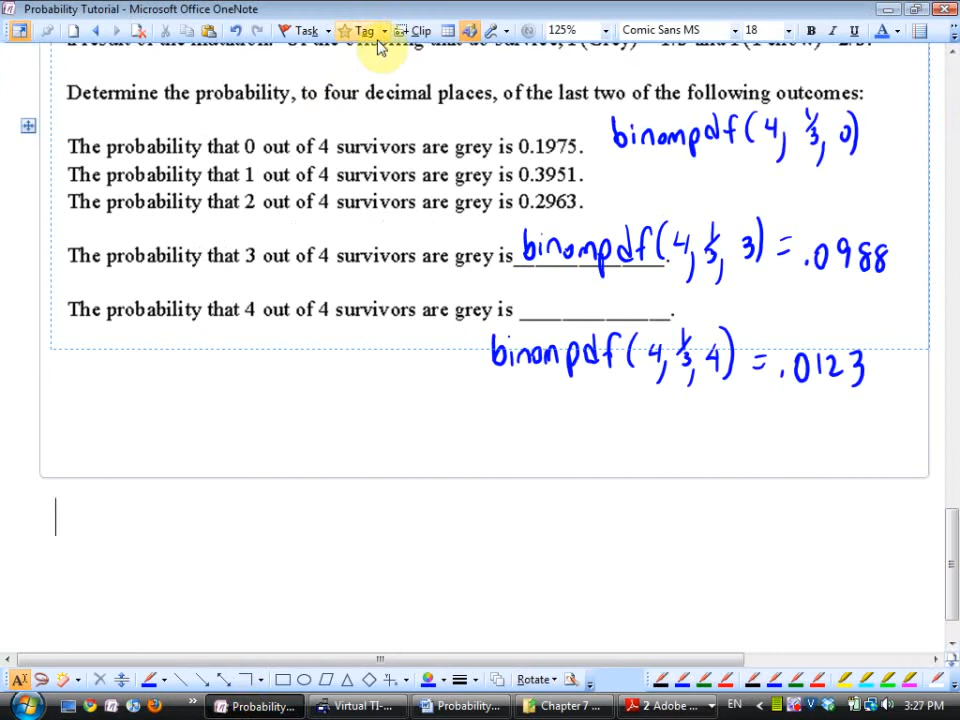 Probability Tutorial - Microsoft Office OneNote
Task Tag Clip 125% Comic Sans MS 18 B I U A
Determine the probability, to four decimal places, of the last two of the following outcomes:
binompdf(4, 1/3, 0)
The probability that 0 out of 4 survivors are grey is 0.1975.
The probability that 1 out of 4 survivors are grey is 0.3951.
The probability that 2 out of 4 survivors are grey is 0.2963.
The probability that 3 out of 4 survivors are grey is______________. binompdf(4, 1/3, 3) = .0988
The probability that 4 out of 4 survivors are grey is ______________.
binompdf(4, 1/3, 4) = .0123
Rotate
Probability... Virtual TI-... Probability... Chapter 7 ... 2 Adobe ... EN 3:27 PM